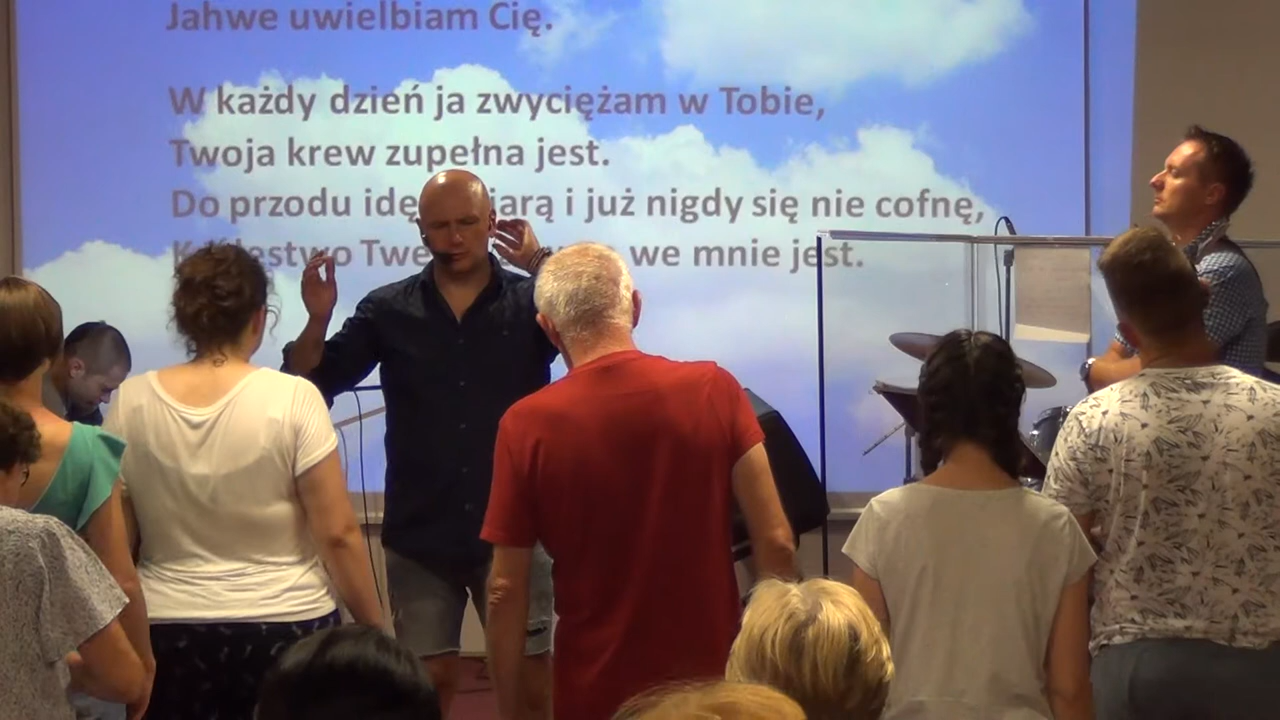 Jahwe uwielbiam Cię.
W każdy dzień ja zwyciężam w Tobie,
Twoja krew zupełna jest.
Do przodu idę i już nigdy się nie cofnę,
we mnie jest.